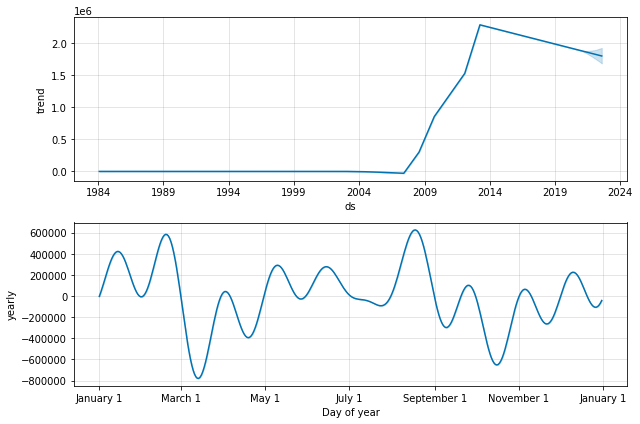 1e6
2.0
1.5
1.0
0.5
0.0
trend
1984 1989 1994 1999 2004 2009 2014 2019 2024
ds
600000
400000
200000
0
−200000
−400000
−600000
−800000
yearly
January 1 March 1 May 1 July 1 September 1 November 1 January 1
Day of year